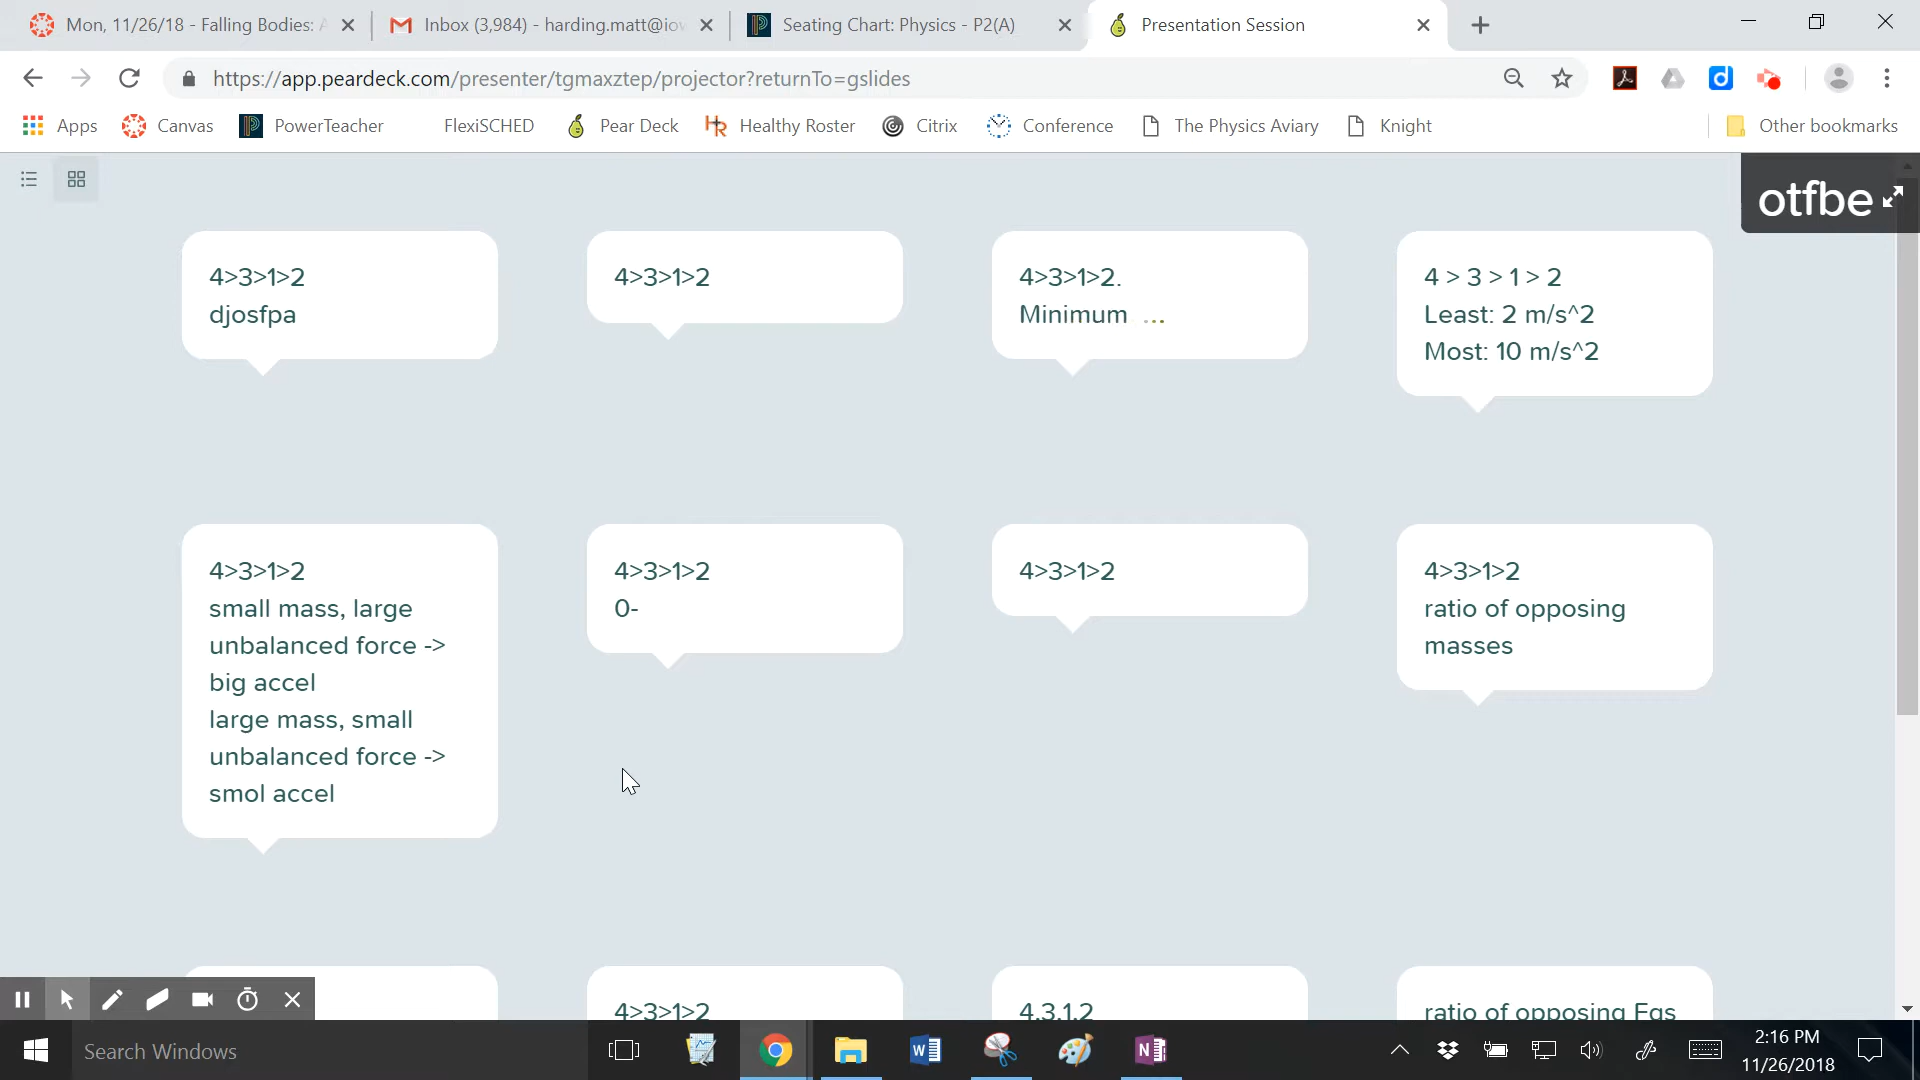 Mon, 11/26/18 - Falling Bodies:
Inbox (3,984) - harding.matt@iow
Seating Chart: Physics - P2(A)
Presentation Session
https://app.peardeck.com/presenter/tgmaxztep/projector?returnTo=gslides
Apps
Canvas
PowerTeacher
FlexiSCHED
Pear Deck
Healthy Roster
Citrix
Conference
The Physics Aviary
Knight
Other bookmarks
otfbe
4>3>1>2
djosfpa
4>3>1>2
4>3>1>2.
Minimum ...
4 > 3 > 1 > 2
Least: 2 m/s^2
Most: 10 m/s^2
4>3>1>2
small mass, large
unbalanced force ->
big accel
large mass, small
unbalanced force ->
smol accel
4>3>1>2
0-
4>3>1>2
4>3>1>2
ratio of opposing
masses
4>3>1>2
4.3.1.2
ratio of opposing Fgs
Search Windows
2:16 PM
11/26/2018